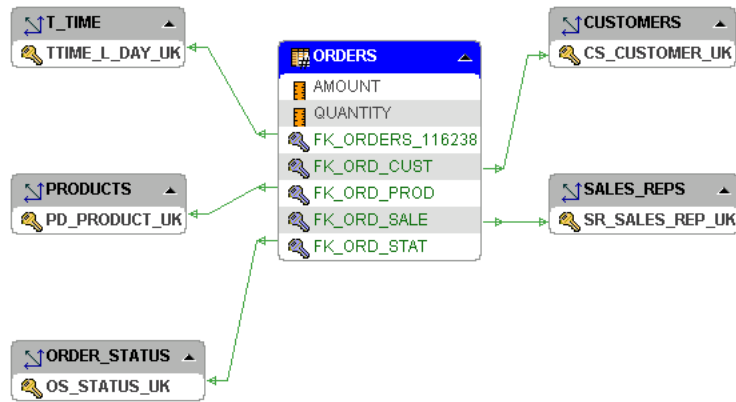 T_TIME
TTIME_L_DAY_UK
ORDERS
AMOUNT
QUANTITY
FK_ORDERS_116238
FK_ORD_CUST
FK_ORD_PROD
FK_ORD_SALE
FK_ORD_STAT
CUSTOMERS
CS_CUSTOMER_UK
PRODUCTS
PD_PRODUCT_UK
SALES_REPS
SR_SALES_REP_UK
ORDER_STATUS
OS_STATUS_UK